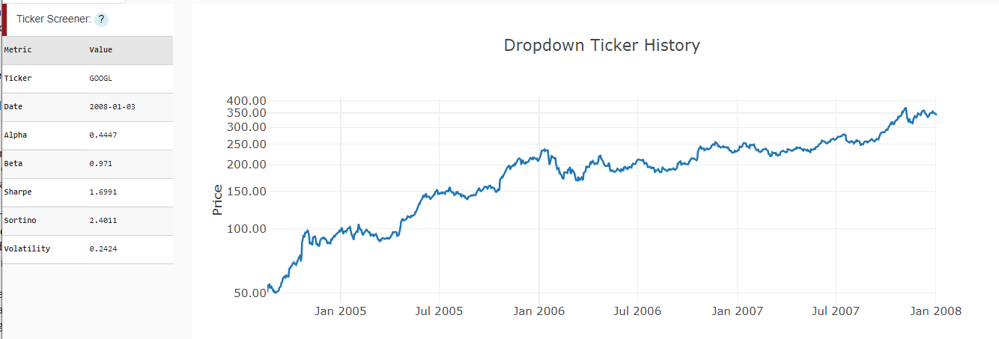 Ticker Screener: ?
Metric Value
Ticker GOOGL
Date 2008-01-03
Alpha 0.4447
Beta 0.971
Sharpe 1.6991
Sortino 2.4011
Volatility 0.2424
Dropdown Ticker History
400.00
350.00
300.00
250.00
200.00
150.00
100.00
50.00
Price
Jan 2005 Jul 2005 Jan 2006 Jul 2006 Jan 2007 Jul 2007 Jan 2008